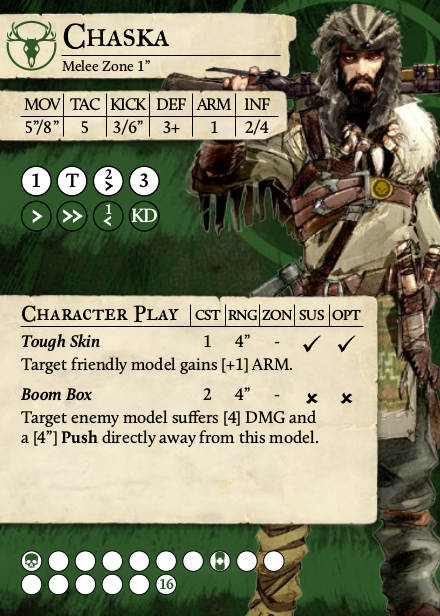 Chaska
Melee Zone 1"
MOV TAC KICK DEF ARM INF
5"/8" 5 3/6" 3+ 1 2/4
1 T 2 > 3
> >> 1 < KD
Character Play CST RNG ZON SUS OPT
Tough Skin 1 4" - ✓ ✓
Target friendly model gains [+1] ARM.
Boom Box 2 4" - ✗ ✗
Target enemy model suffers [4] DMG and
a [4"] Push directly away from this model.
16